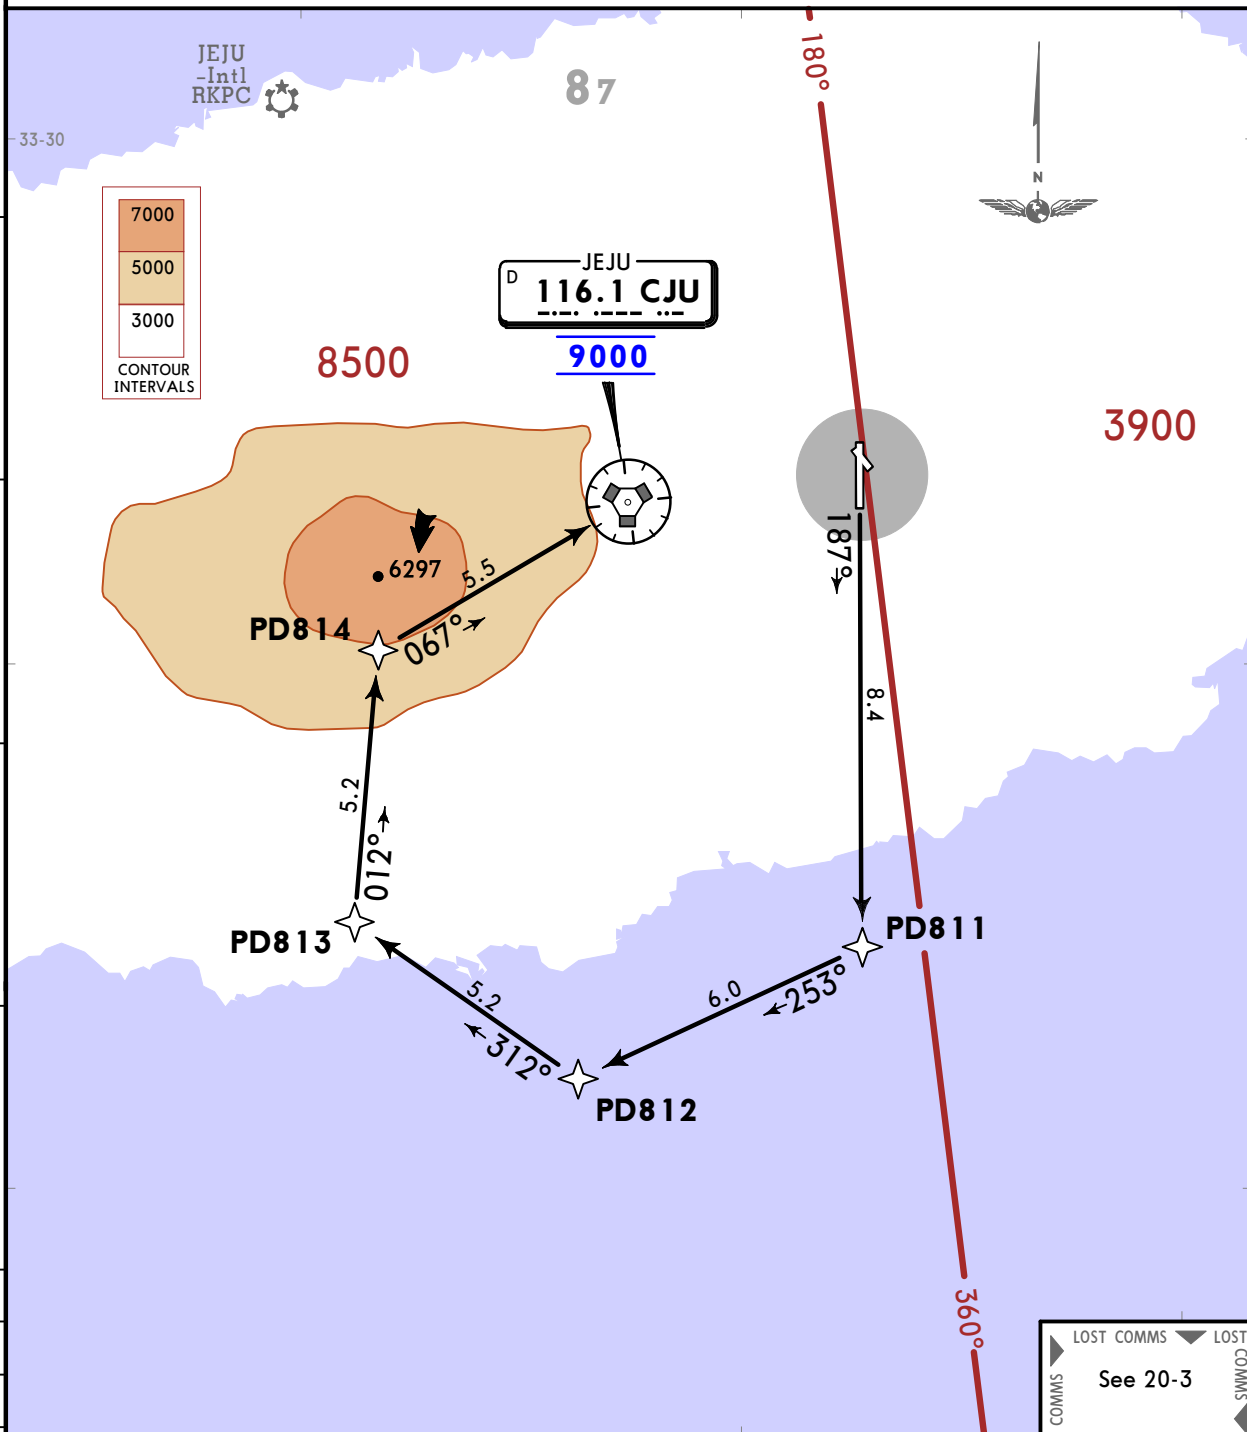 JEJU
-Intl
RKPC
87
180°
33-30
N
7000
5000
3000
CONTOUR
INTERVALS
JEJU
D 116.1 CJU
9000
8500
3900
6297
187°
5.5
067°
PD814
8.4
5.2
012°
PD813
PD811
6.0
253°
5.2
312°
PD812
360°
LOST COMMS LOST
COMMS
See 20-3
COMMS